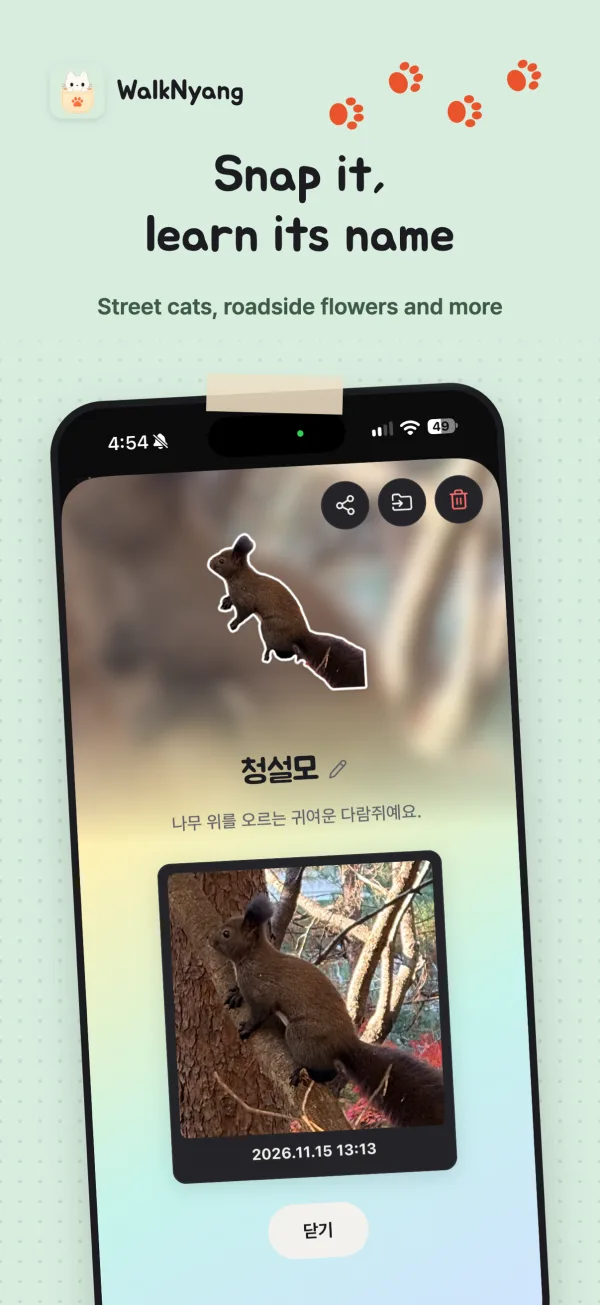 WalkNyang
Snap it,
learn its name
Street cats, roadside flowers and more
4:54
49
청설모
나무 위를 오르는 귀여운 다람쥐예요.
2026.11.15 13:13
닫기